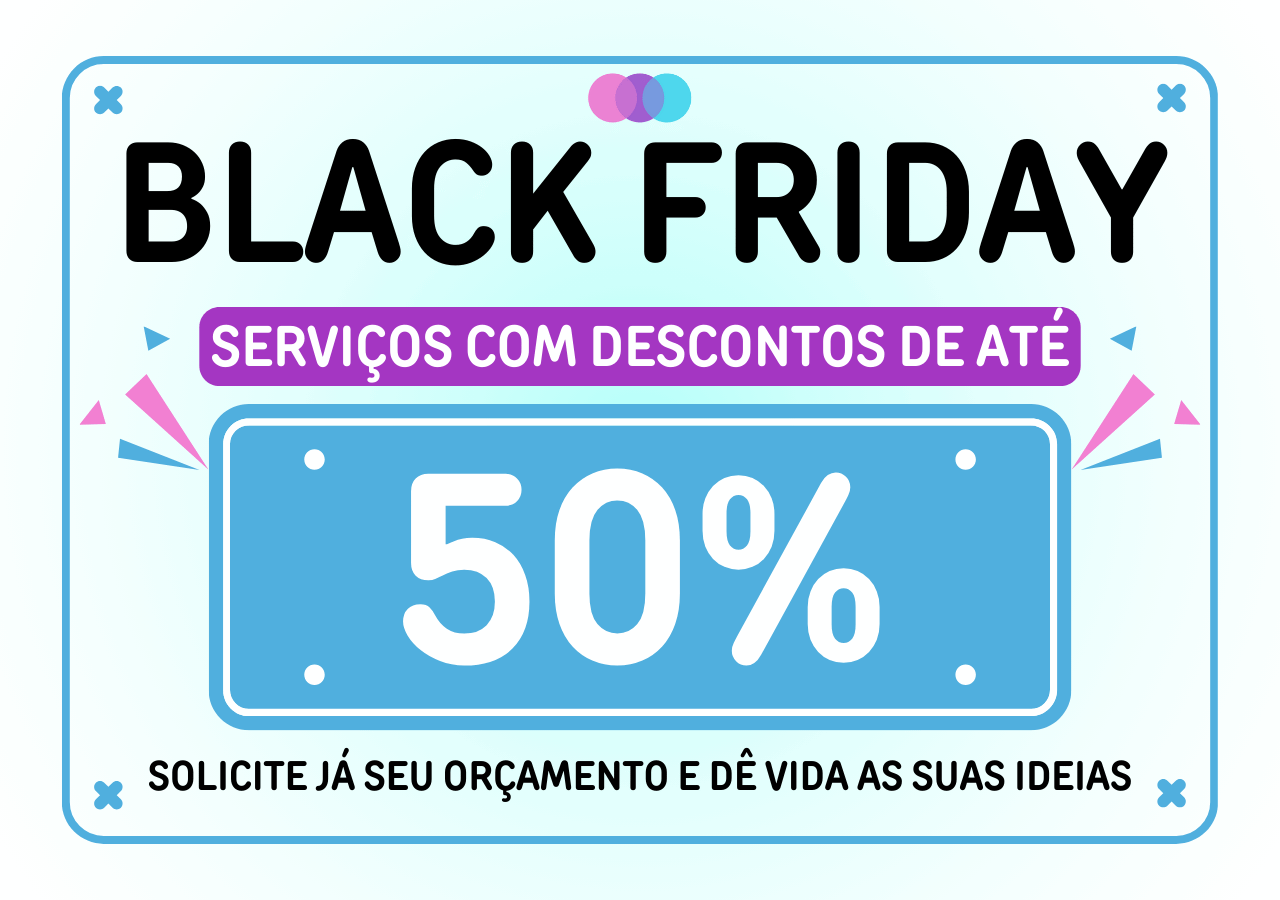 BLACK FRIDAY
SERVIÇOS COM DESCONTOS DE ATÉ
50%
SOLICITE JÁ SEU ORÇAMENTO E DÊ VIDA AS SUAS IDEIAS